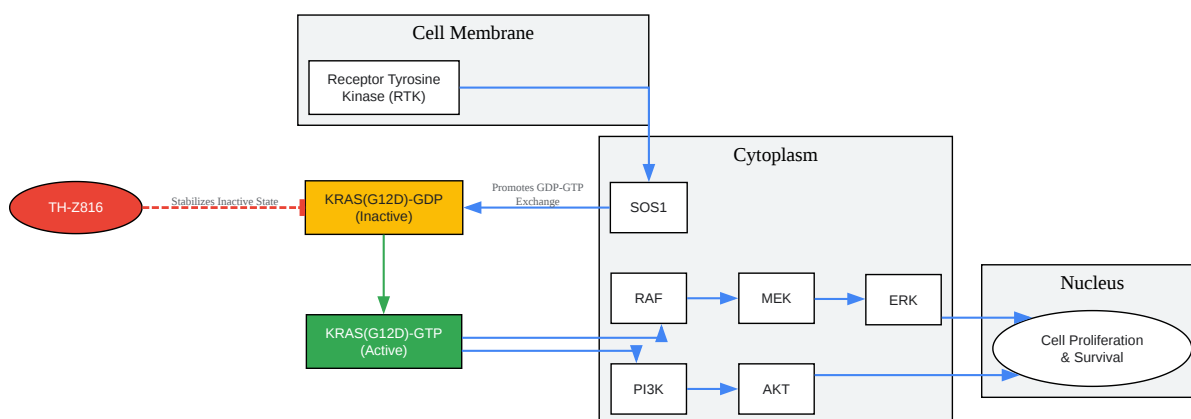 Cell Membrane
Receptor Tyrosine
Kinase (RTK)
Cytoplasm
TH-Z816
Stabilizes Inactive State
KRAS(G12D)-GDP
(Inactive)
Promotes GDP-GTP
Exchange
SOS1
RAF
MEK
ERK
Nucleus
KRAS(G12D)-GTP
(Active)
Cell Proliferation
& Survival
PI3K
AKT